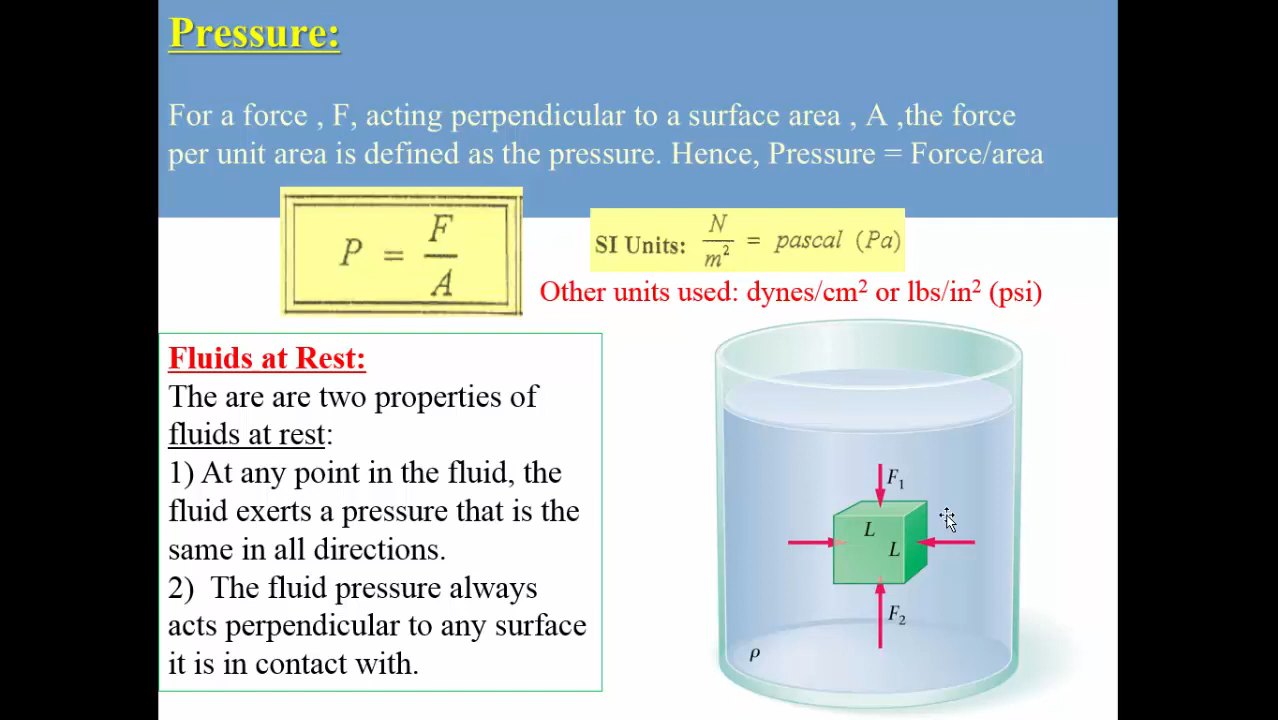 Pressure:
For a force , F, acting perpendicular to a surface area , A ,the force
per unit area is defined as the pressure. Hence, Pressure = Force/area
P = F/A
SI Units: N/m² = pascal (Pa)
Other units used: dynes/cm² or lbs/in² (psi)
Fluids at Rest:
The are are two properties of
fluids at rest:
1) At any point in the fluid, the
fluid exerts a pressure that is the
same in all directions.
2) The fluid pressure always
acts perpendicular to any surface
it is in contact with.
F₁
L
L
F₂
ρ